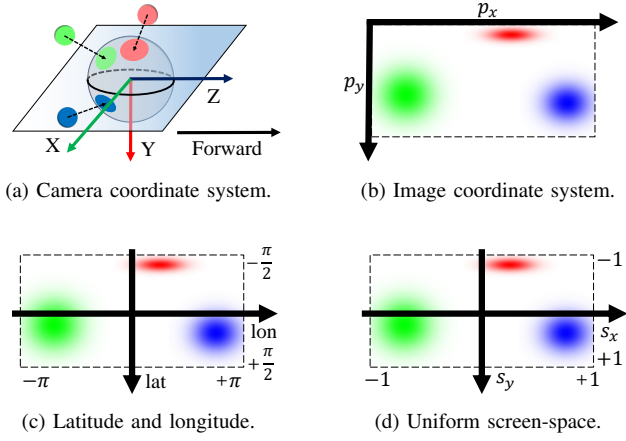 Z
X
Y
Forward
(a) Camera coordinate system.
p_x
p_y
(b) Image coordinate system.
−π/2
lon
+π/2
−π
lat
+π
(c) Latitude and longitude.
−1
s_x
+1
−1
s_y
+1
(d) Uniform screen-space.